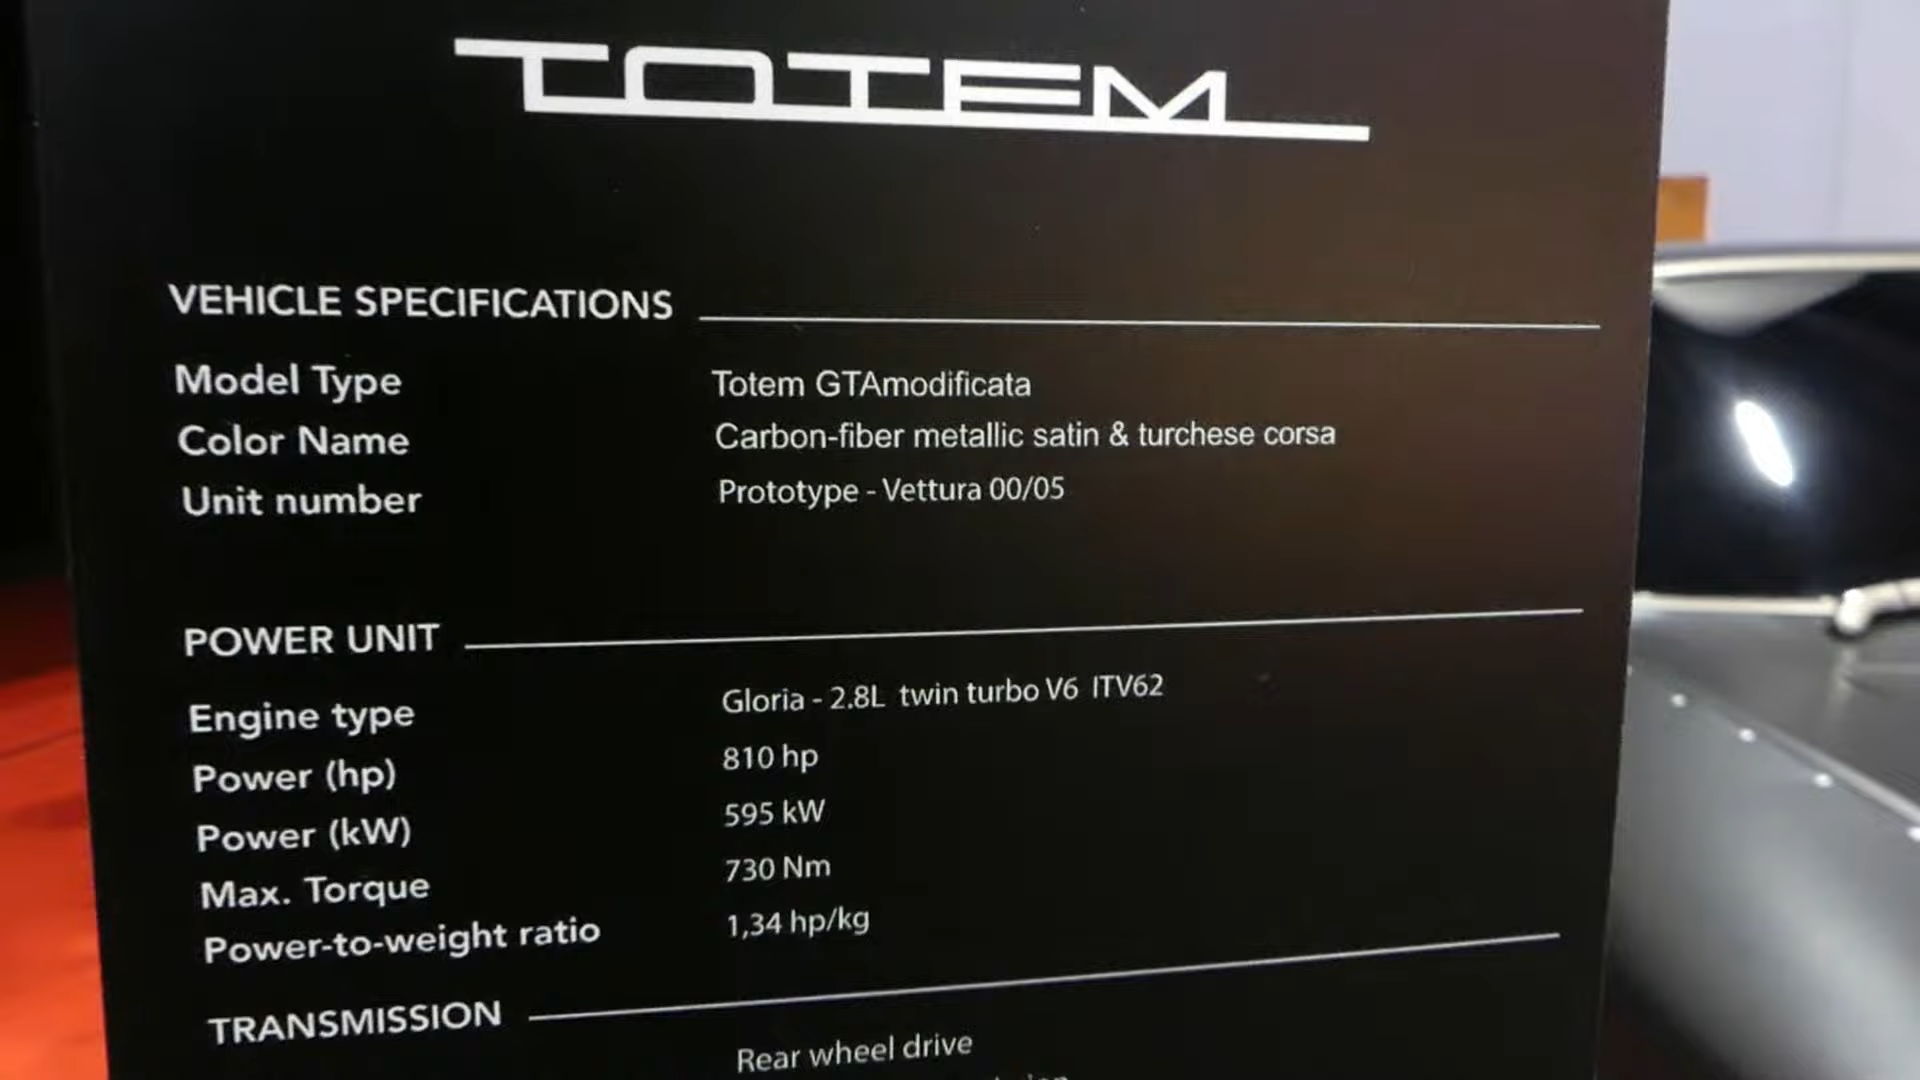 TOTEM
VEHICLE SPECIFICATIONS
Model Type Totem GTAmodificata
Color Name Carbon-fiber metallic satin & turchese corsa
Unit number Prototype - Vettura 00/05
POWER UNIT
Engine type Gloria - 2.8L twin turbo V6 ITV62
Power (hp) 810 hp
Power (kW) 595 kW
Max. Torque 730 Nm
Power-to-weight ratio 1,34 hp/kg
TRANSMISSION
Rear wheel drive